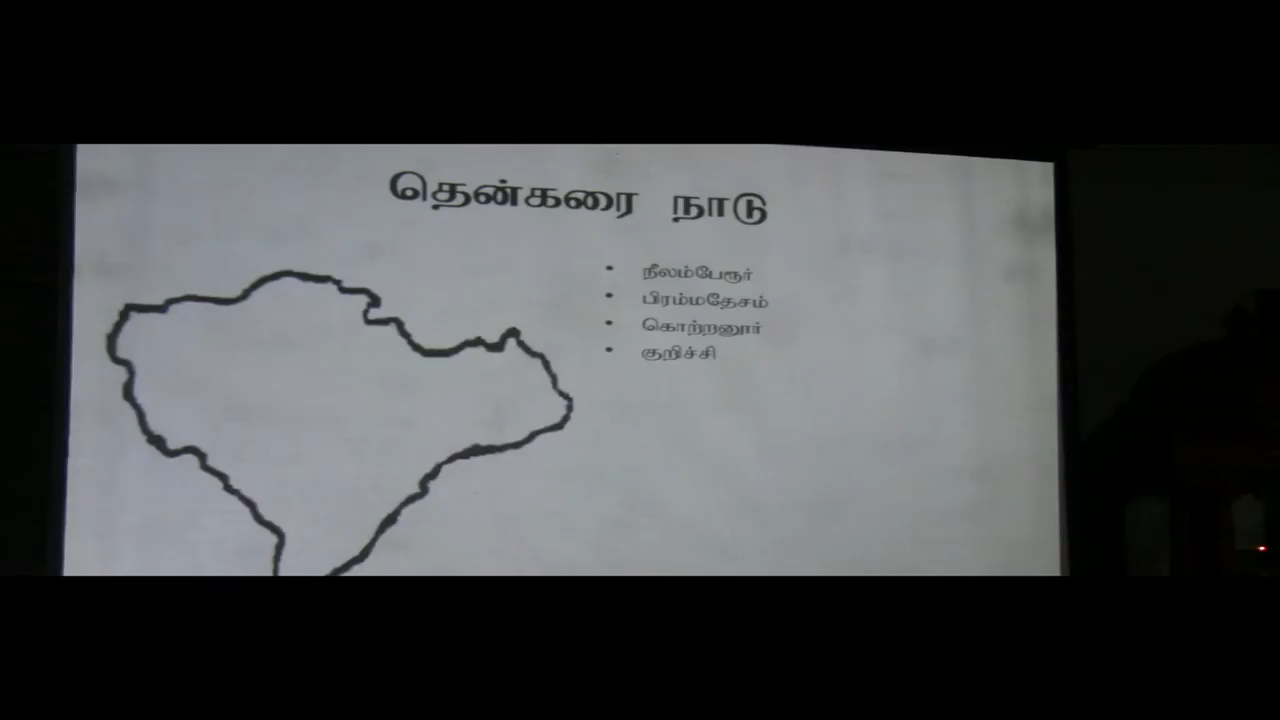 தென்கரை நாடு
• நீலம்பேரூர்
• பிரம்மதேசம்
• கொற்றனூர்
• குறிச்சி